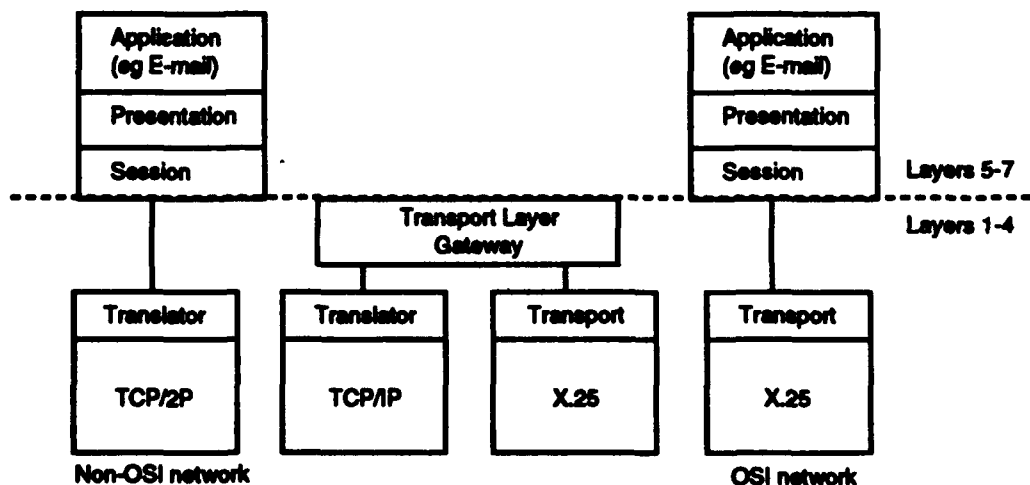 Application
(eg E-mail)
Presentation
Session
Application
(eg E-mail)
Presentation
Session
Layers 5-7
Layers 1-4
Transport Layer
Gateway
Translator
TCP/2P
Translator
TCP/IP
Transport
X.25
Transport
X.25
Non-OSI network
OSI network